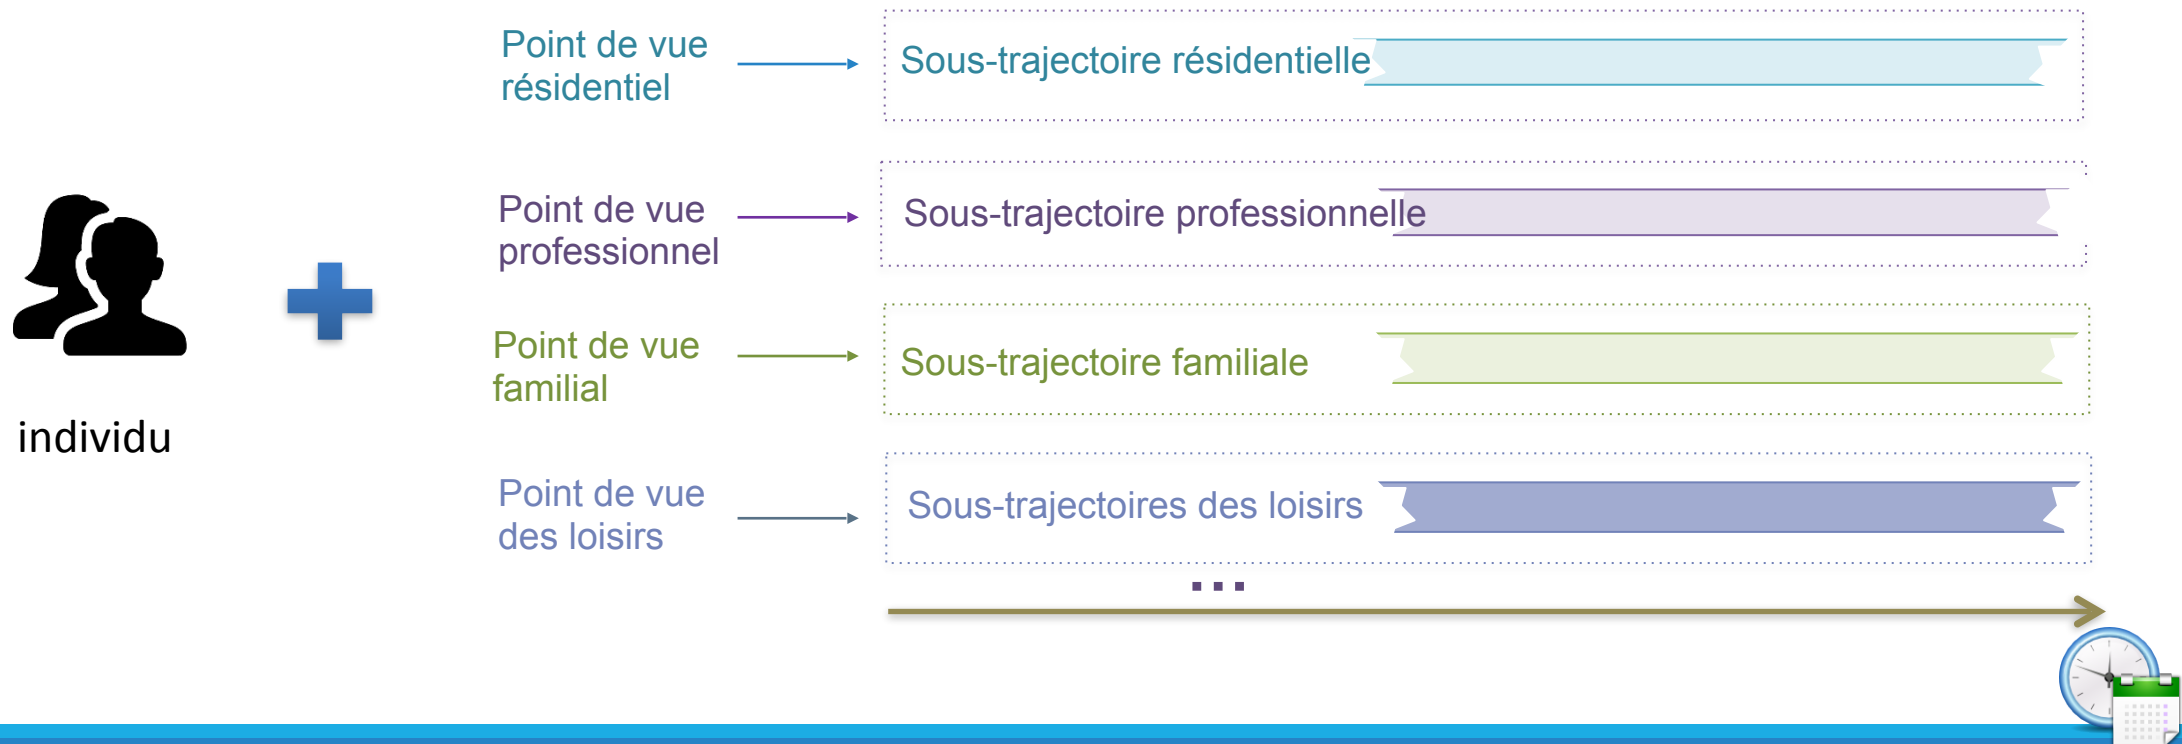 Point de vue
résidentiel
Sous-trajectoire résidentielle
Point de vue
professionnel
Sous-trajectoire professionnelle
Point de vue
familial
Sous-trajectoire familiale
individu
Point de vue
des loisirs
Sous-trajectoires des loisirs
...